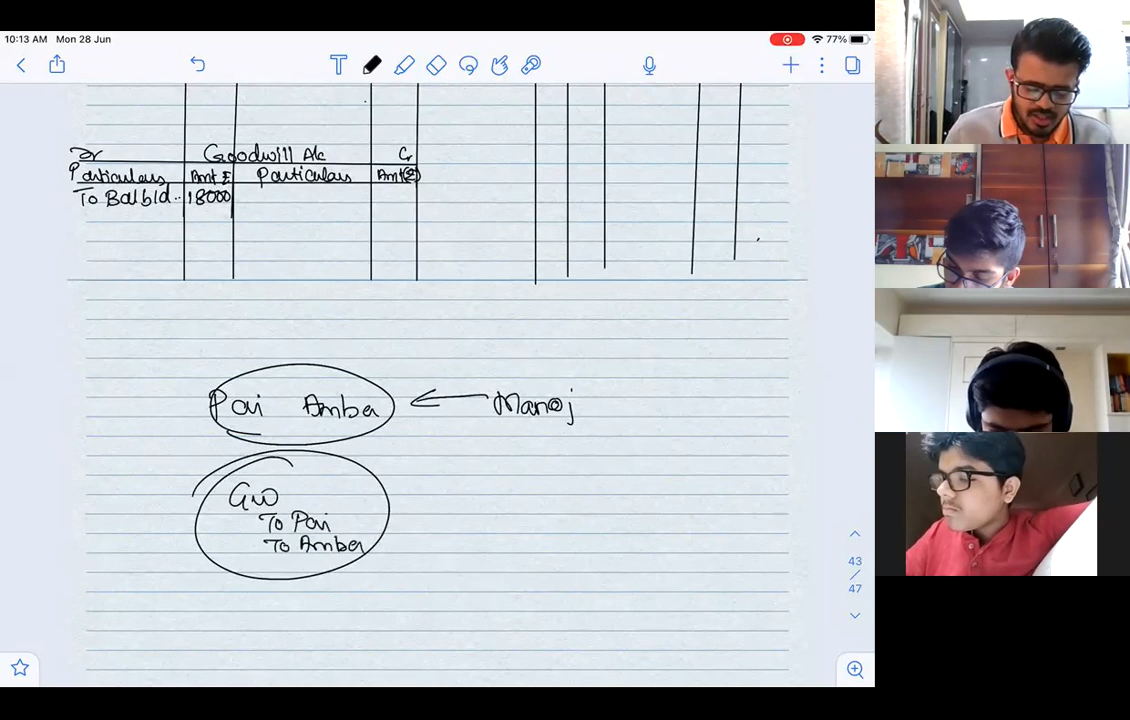 10:13 AM Mon 28 Jun 77%
T
Dr Goodwill A/c Cr
Particulars Amt ₹ Particulars Amt(₹)
To Bal b/d .. 18000
Pai Amber ← Manoj
GW
To Pai
To Amber
43
/
47